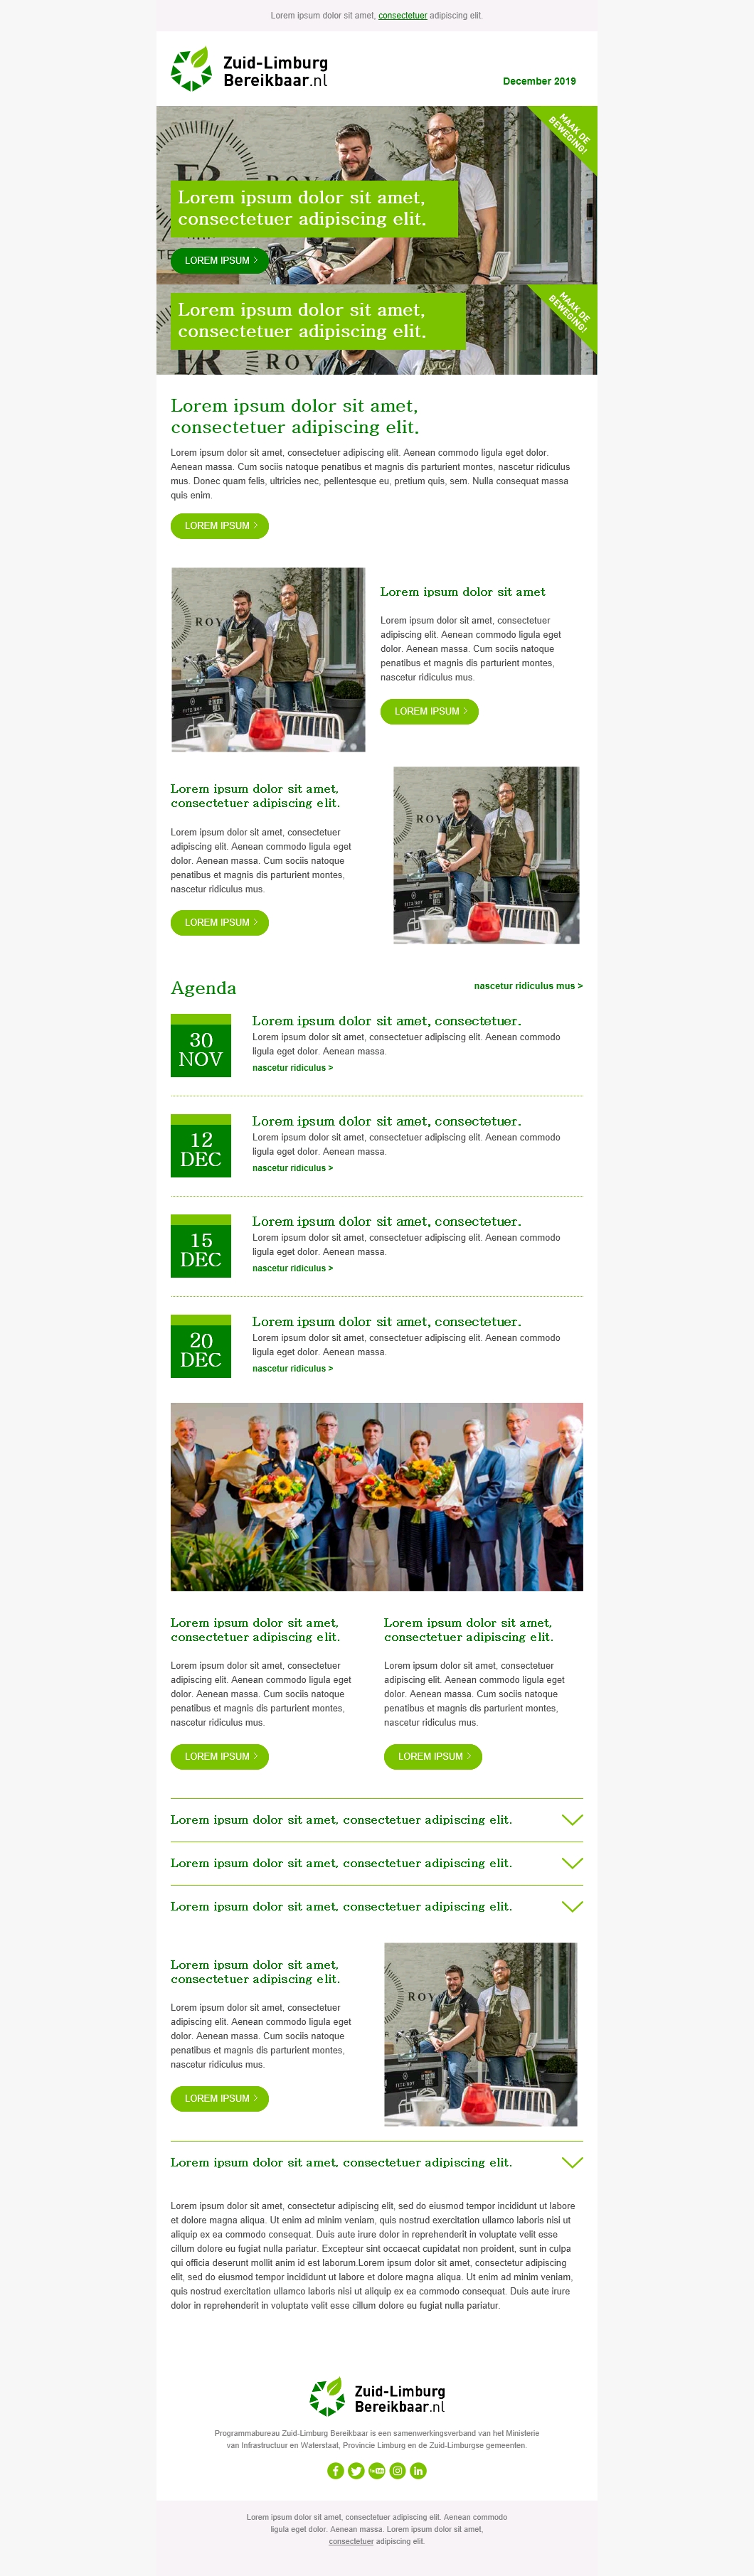 Lorem ipsum dolor sit amet, consectetuer adipiscing elit.
Zuid-Limburg
Bereikbaar.nl
December 2019
MAAK DE
BEWEGING!
Lorem ipsum dolor sit amet,
consectetuer adipiscing elit.
LOREM IPSUM >
MAAK DE
BEWEGING!
Lorem ipsum dolor sit amet,
consectetuer adipiscing elit.
ROY
Lorem ipsum dolor sit amet,
consectetuer adipiscing elit.
Lorem ipsum dolor sit amet, consectetuer adipiscing elit. Aenean commodo ligula eget dolor.
Aenean massa. Cum sociis natoque penatibus et magnis dis parturient montes, nascetur ridiculus
mus. Donec quam felis, ultricies nec, pellentesque eu, pretium quis, sem. Nulla consequat massa
quis enim.
LOREM IPSUM >
ROY
Lorem ipsum dolor sit amet
Lorem ipsum dolor sit amet, consectetuer
adipiscing elit. Aenean commodo ligula eget
dolor. Aenean massa. Cum sociis natoque
penatibus et magnis dis parturient montes,
nascetur ridiculus mus.
LOREM IPSUM >
Lorem ipsum dolor sit amet,
consectetuer adipiscing elit.
Lorem ipsum dolor sit amet, consectetuer
adipiscing elit. Aenean commodo ligula eget
dolor. Aenean massa. Cum sociis natoque
penatibus et magnis dis parturient montes,
nascetur ridiculus mus.
LOREM IPSUM >
ROY
Agenda
nascetur ridiculus mus >
30
NOV
Lorem ipsum dolor sit amet, consectetuer.
Lorem ipsum dolor sit amet, consectetuer adipiscing elit. Aenean commodo
ligula eget dolor. Aenean massa.
nascetur ridiculus >
12
DEC
Lorem ipsum dolor sit amet, consectetuer.
Lorem ipsum dolor sit amet, consectetuer adipiscing elit. Aenean commodo
ligula eget dolor. Aenean massa.
nascetur ridiculus >
15
DEC
Lorem ipsum dolor sit amet, consectetuer.
Lorem ipsum dolor sit amet, consectetuer adipiscing elit. Aenean commodo
ligula eget dolor. Aenean massa.
nascetur ridiculus >
20
DEC
Lorem ipsum dolor sit amet, consectetuer.
Lorem ipsum dolor sit amet, consectetuer adipiscing elit. Aenean commodo
ligula eget dolor. Aenean massa.
nascetur ridiculus >
Lorem ipsum dolor sit amet,
consectetuer adipiscing elit.
Lorem ipsum dolor sit amet, consectetuer
adipiscing elit. Aenean commodo ligula eget
dolor. Aenean massa. Cum sociis natoque
penatibus et magnis dis parturient montes,
nascetur ridiculus mus.
LOREM IPSUM >
Lorem ipsum dolor sit amet,
consectetuer adipiscing elit.
Lorem ipsum dolor sit amet, consectetuer
adipiscing elit. Aenean commodo ligula eget
dolor. Aenean massa. Cum sociis natoque
penatibus et magnis dis parturient montes,
nascetur ridiculus mus.
LOREM IPSUM >
Lorem ipsum dolor sit amet, consectetuer adipiscing elit.
Lorem ipsum dolor sit amet, consectetuer adipiscing elit.
Lorem ipsum dolor sit amet, consectetuer adipiscing elit.
Lorem ipsum dolor sit amet,
consectetuer adipiscing elit.
Lorem ipsum dolor sit amet, consectetuer
adipiscing elit. Aenean commodo ligula eget
dolor. Aenean massa. Cum sociis natoque
penatibus et magnis dis parturient montes,
nascetur ridiculus mus.
LOREM IPSUM >
ROY
Lorem ipsum dolor sit amet, consectetuer adipiscing elit.
Lorem ipsum dolor sit amet, consectetur adipiscing elit, sed do eiusmod tempor incididunt ut labore
et dolore magna aliqua. Ut enim ad minim veniam, quis nostrud exercitation ullamco laboris nisi ut
aliquip ex ea commodo consequat. Duis aute irure dolor in reprehenderit in voluptate velit esse
cillum dolore eu fugiat nulla pariatur. Excepteur sint occaecat cupidatat non proident, sunt in culpa
qui officia deserunt mollit anim id est laborum.Lorem ipsum dolor sit amet, consectetur adipiscing
elit, sed do eiusmod tempor incididunt ut labore et dolore magna aliqua. Ut enim ad minim veniam,
quis nostrud exercitation ullamco laboris nisi ut aliquip ex ea commodo consequat. Duis aute irure
dolor in reprehenderit in voluptate velit esse cillum dolore eu fugiat nulla pariatur.
Zuid-Limburg
Bereikbaar.nl
Programmabureau Zuid-Limburg Bereikbaar is een samenwerkingsverband van het Ministerie
van Infrastructuur en Waterstaat, Provincie Limburg en de Zuid-Limburgse gemeenten.
Lorem ipsum dolor sit amet, consectetuer adipiscing elit. Aenean commodo
ligula eget dolor. Aenean massa. Lorem ipsum dolor sit amet,
consectetuer adipiscing elit.